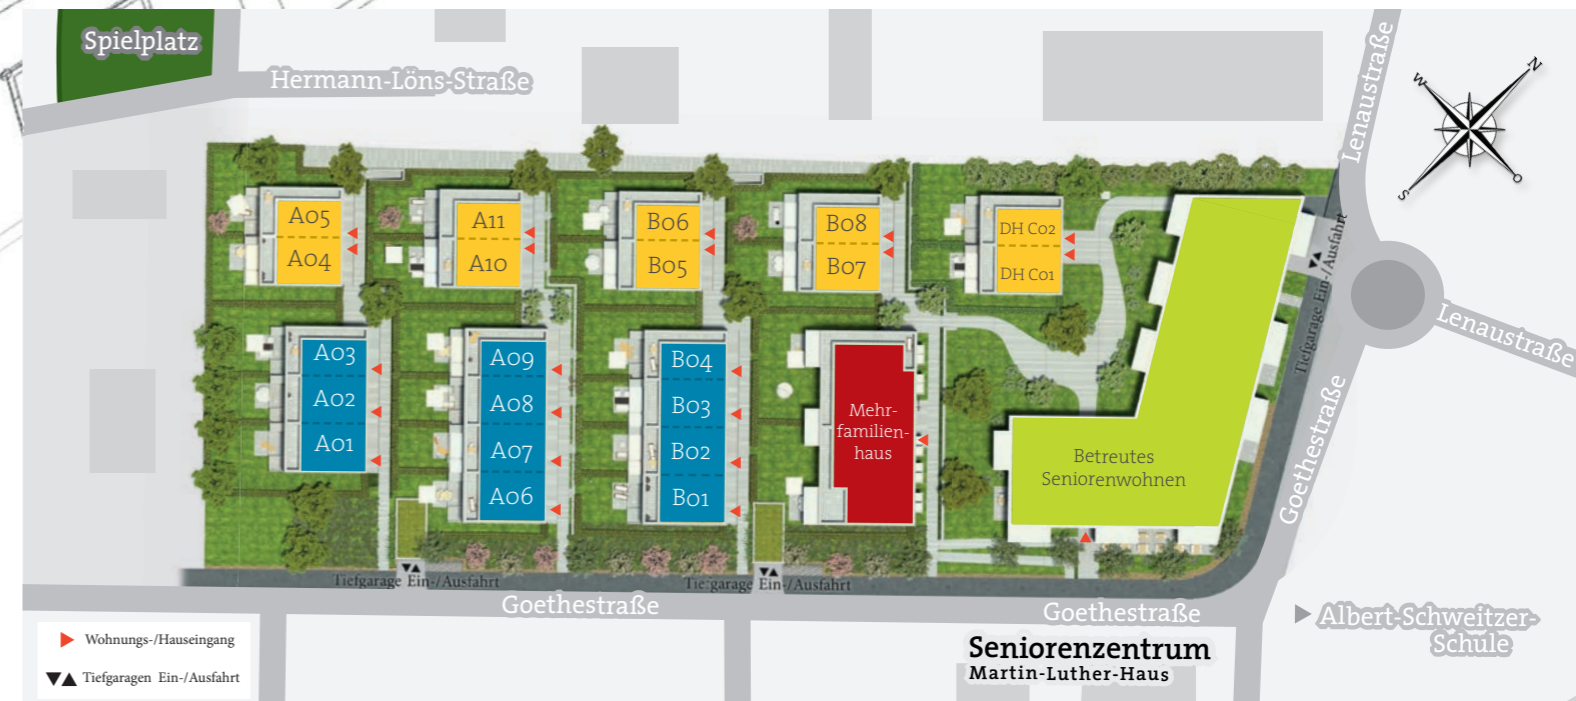 Spielplatz
Hermann-Löns-Straße
Lenaustraße
N
W
S
O
A05
A04
A11
A10
B06
B05
B08
B07
DH C02
DH C01
Tiefgarage Ein-/Ausfahrt
Lenaustraße
A03
A02
A01
A09
A08
A07
A06
B04
B03
B02
B01
Mehr-
familien-
haus
Betreutes
Seniorenwohnen
Goethestraße
Tiefgarage Ein-/Ausfahrt
Tiefgarage Ein-/Ausfahrt
Goethestraße
Goethestraße
Albert-Schweitzer-
Schule
Seniorenzentrum
Martin-Luther-Haus
Wohnungs-/Hauseingang
Tiefgaragen Ein-/Ausfahrt